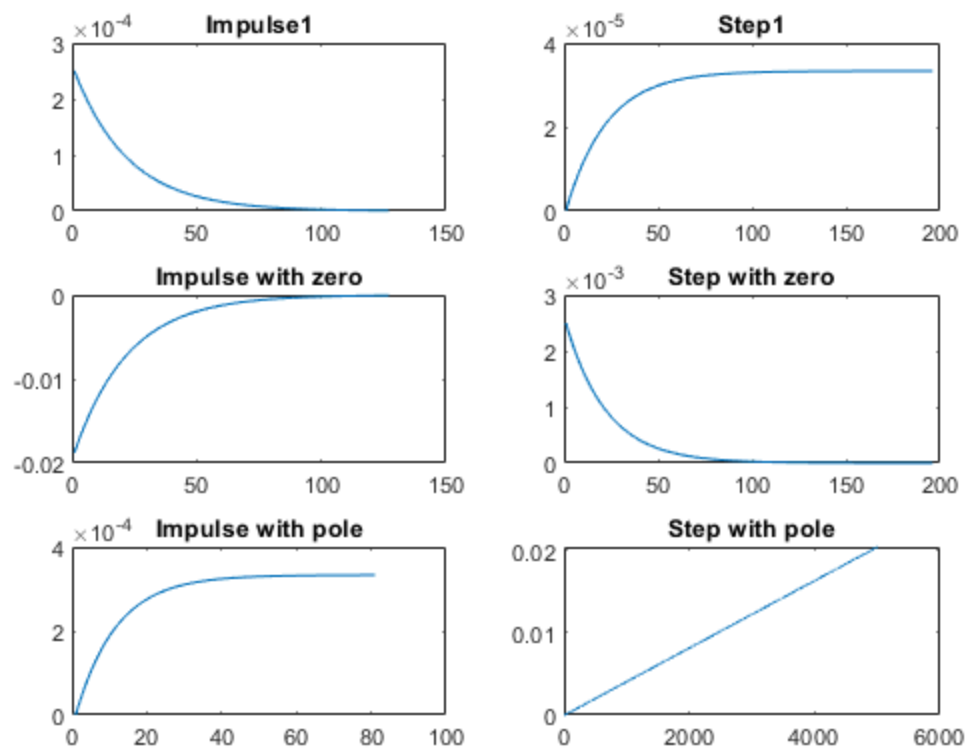 Impulse1
×10-4
3
2
1
0
0 50 100 150
Step1
×10-5
4
2
0
0 50 100 150 200
Impulse with zero
0
-0.01
-0.02
0 50 100 150
Step with zero
×10-3
3
2
1
0
0 50 100 150 200
Impulse with pole
×10-4
4
2
0
0 20 40 60 80 100
Step with pole
0.02
0.01
0
0 2000 4000 6000